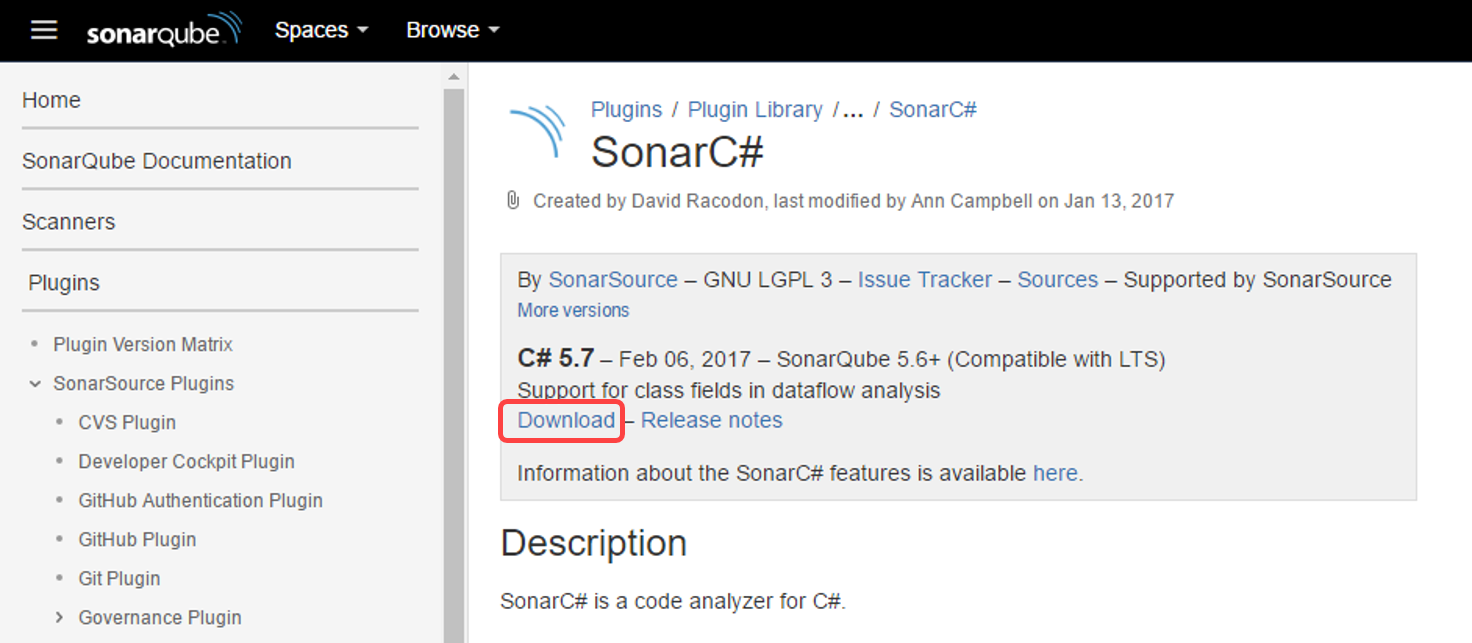 sonarqube Spaces Browse
Home
SonarQube Documentation
Scanners
Plugins
• Plugin Version Matrix
SonarSource Plugins
• CVS Plugin
• Developer Cockpit Plugin
• GitHub Authentication Plugin
• GitHub Plugin
• Git Plugin
Governance Plugin
Plugins / Plugin Library /... / SonarC#
SonarC#
Created by David Racodon, last modified by Ann Campbell on Jan 13, 2017
By SonarSource – GNU LGPL 3 – Issue Tracker – Sources – Supported by SonarSource
More versions
C# 5.7 – Feb 06, 2017 – SonarQube 5.6+ (Compatible with LTS)
Support for class fields in dataflow analysis
Download – Release notes
Information about the SonarC# features is available here.
Description
SonarC# is a code analyzer for C#.